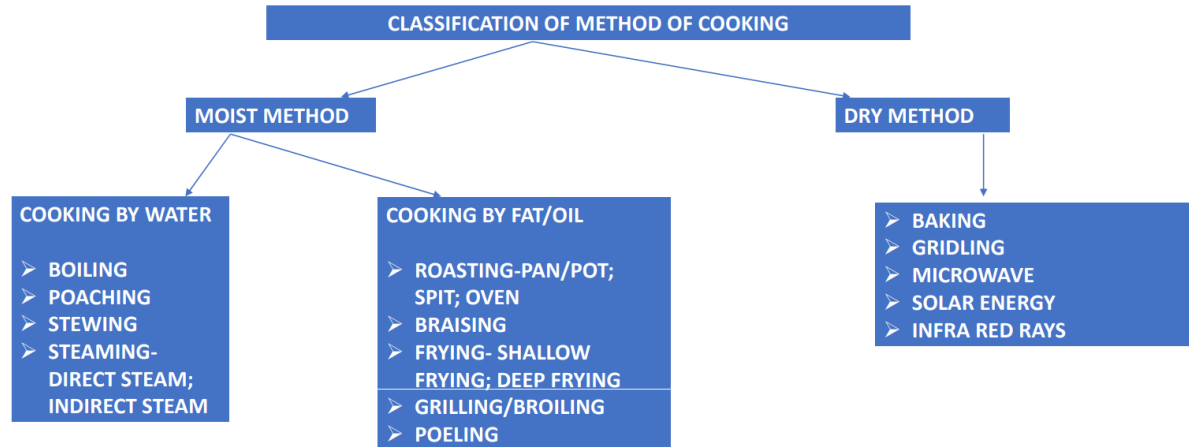 CLASSIFICATION OF METHOD OF COOKING
MOIST METHOD
DRY METHOD
COOKING BY WATER
➢ BOILING
➢ POACHING
➢ STEWING
➢ STEAMING-
DIRECT STEAM;
INDIRECT STEAM
COOKING BY FAT/OIL
➢ ROASTING-PAN/POT;
SPIT; OVEN
➢ BRAISING
➢ FRYING- SHALLOW
FRYING; DEEP FRYING
➢ GRILLING/BROILING
➢ POELING
➢ BAKING
➢ GRIDLING
➢ MICROWAVE
➢ SOLAR ENERGY
➢ INFRA RED RAYS